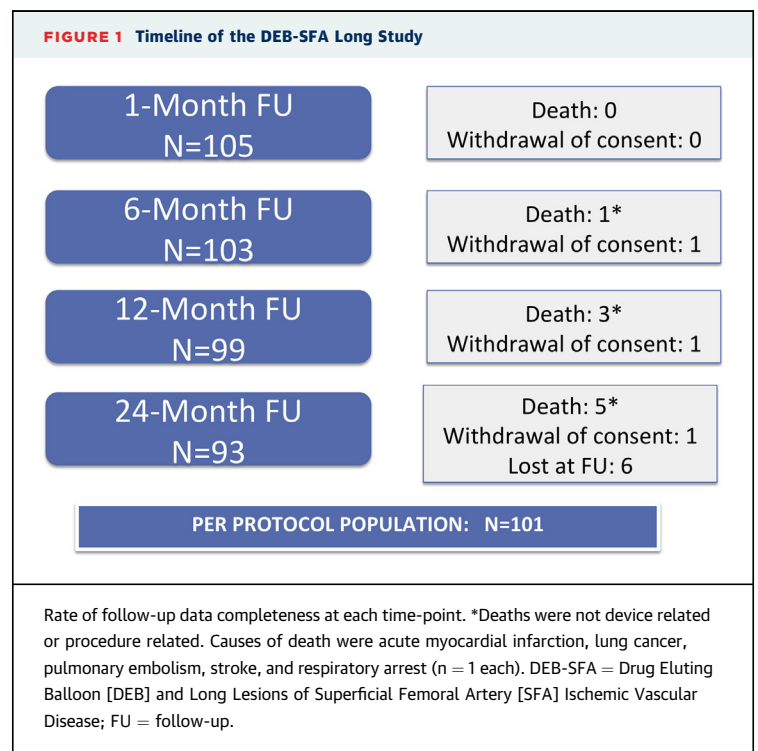 FIGURE 1 Timeline of the DEB-SFA Long Study
1-Month FU
N=105
Death: 0
Withdrawal of consent: 0
6-Month FU
N=103
Death: 1*
Withdrawal of consent: 1
12-Month FU
N=99
Death: 3*
Withdrawal of consent: 1
24-Month FU
N=93
Death: 5*
Withdrawal of consent: 1
Lost at FU: 6
PER PROTOCOL POPULATION: N=101
Rate of follow-up data completeness at each time-point. *Deaths were not device related
or procedure related. Causes of death were acute myocardial infarction, lung cancer,
pulmonary embolism, stroke, and respiratory arrest (n = 1 each). DEB-SFA = Drug Eluting
Balloon [DEB] and Long Lesions of Superficial Femoral Artery [SFA] Ischemic Vascular
Disease; FU = follow-up.